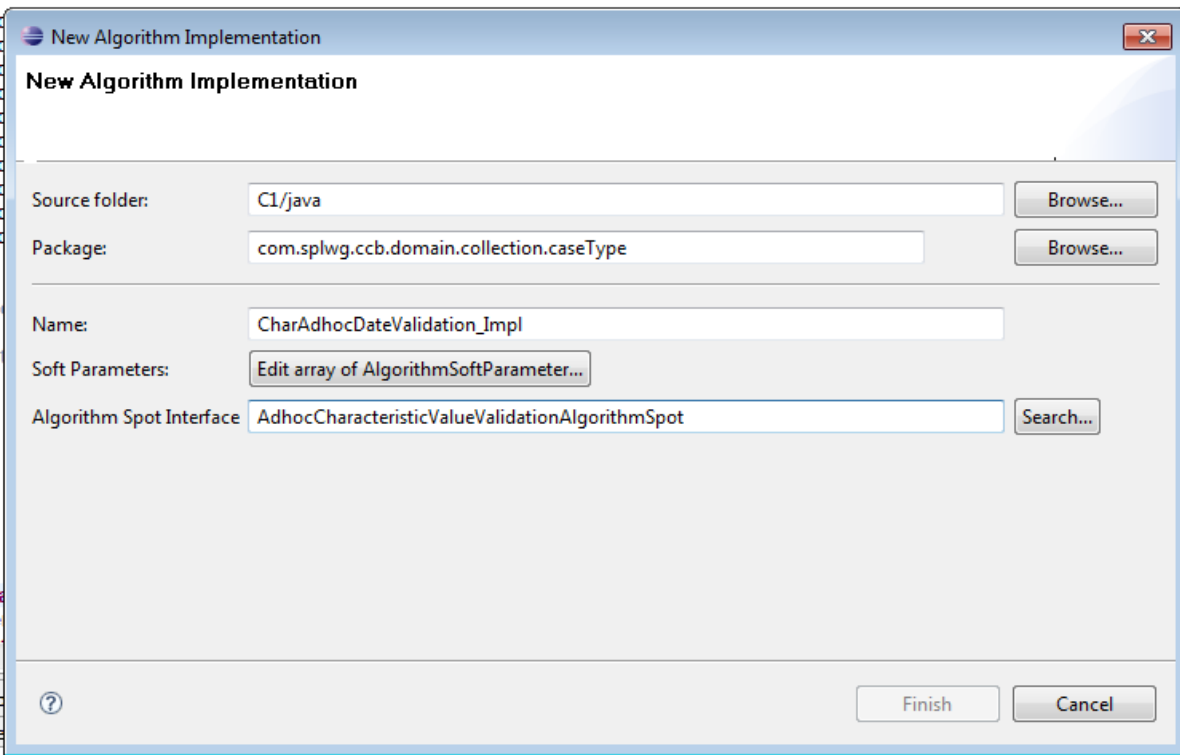 New Algorithm Implementation
New Algorithm Implementation
Source folder: C1/java Browse...
Package: com.splwg.ccb.domain.collection.caseType Browse...
Name: CharAdhocDateValidation_Impl
Soft Parameters: Edit array of AlgorithmSoftParameter...
Algorithm Spot Interface AdhocCharacteristicValueValidationAlgorithmSpot Search...
? Finish Cancel